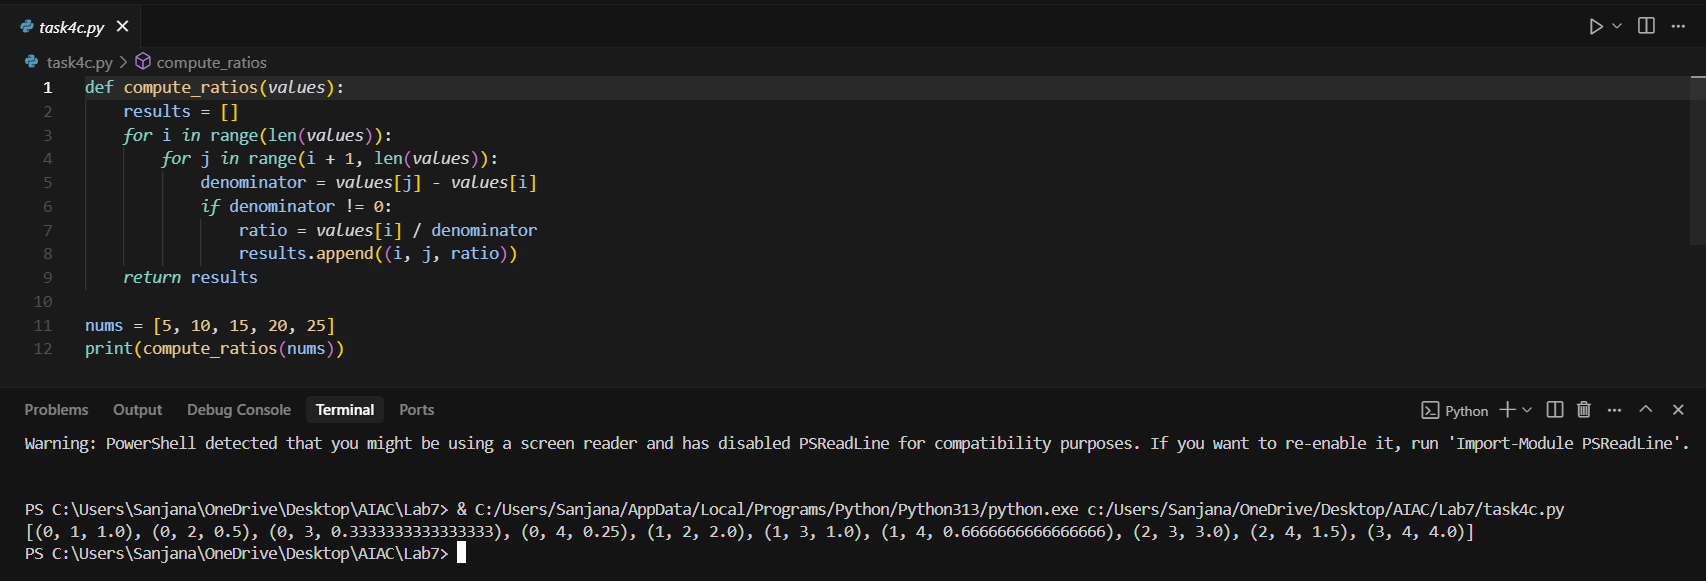 task4c.py
task4c.py > compute_ratios
1 def compute_ratios(values):
2     results = []
3     for i in range(len(values)):
4         for j in range(i + 1, len(values)):
5             denominator = values[j] - values[i]
6             if denominator != 0:
7                 ratio = values[i] / denominator
8                 results.append((i, j, ratio))
9     return results
10
11 nums = [5, 10, 15, 20, 25]
12 print(compute_ratios(nums))
Problems Output Debug Console Terminal Ports Python
Warning: PowerShell detected that you might be using a screen reader and has disabled PSReadLine for compatibility purposes. If you want to re-enable it, run 'Import-Module PSReadLine'.
PS C:\Users\Sanjana\OneDrive\Desktop\AIAC\Lab7> & C:/Users/Sanjana/AppData/Local/Programs/Python/Python313/python.exe c:/Users/Sanjana/OneDrive/Desktop/AIAC/Lab7/task4c.py
[(0, 1, 1.0), (0, 2, 0.5), (0, 3, 0.3333333333333333), (0, 4, 0.25), (1, 2, 2.0), (1, 3, 1.0), (1, 4, 0.6666666666666666), (2, 3, 3.0), (2, 4, 1.5), (3, 4, 4.0)]
PS C:\Users\Sanjana\OneDrive\Desktop\AIAC\Lab7>